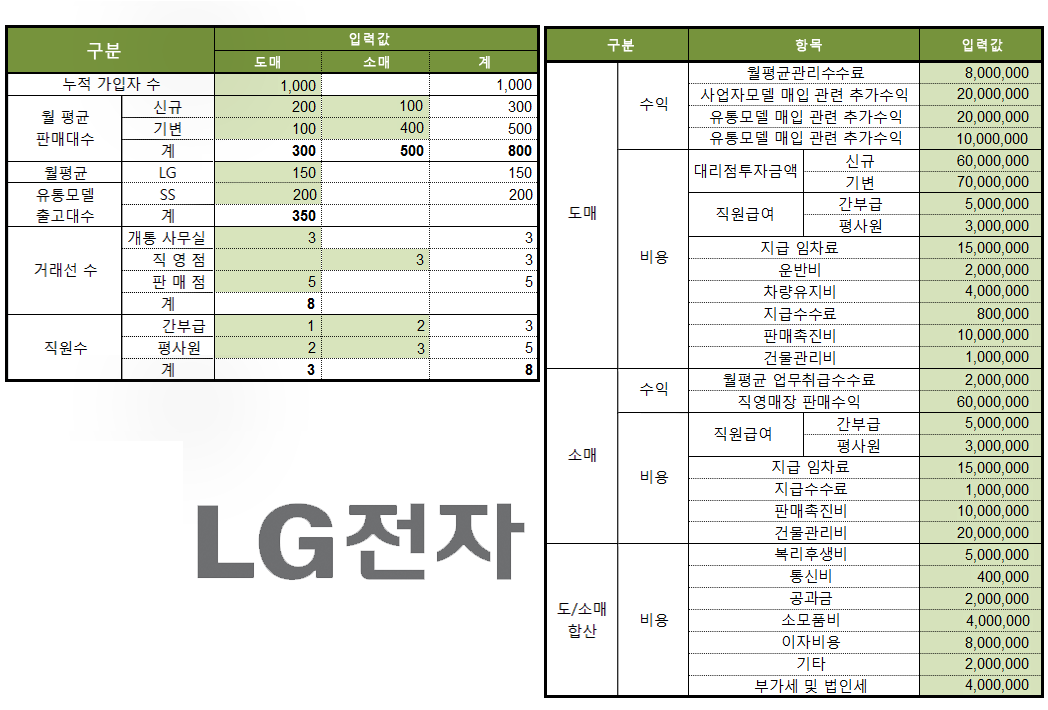 구분 입력값
도매 소매 계
누적 가입자 수 1,000 1,000
월 평균 판매대수 신규 200 100 300
기변 100 400 500
계 300 500 800
월평균 유통모델 출고대수 LG 150 150
SS 200 200
계 350
거래선 수 개통 사무실 3 3
직 영 점 3 3
판 매 점 5 5
계 8
직원수 간부급 1 2 3
평사원 2 3 5
계 3 8
LG전자
구분 항목 입력값
도매 수익 월평균관리수수료 8,000,000
사업자모델 매입 관련 추가수익 20,000,000
유통모델 매입 관련 추가수익 20,000,000
유통모델 매입 관련 추가수익 10,000,000
비용 대리점투자금액 신규 60,000,000
기변 70,000,000
직원급여 간부급 5,000,000
평사원 3,000,000
지급 임차료 15,000,000
운반비 2,000,000
차량유지비 4,000,000
지급수수료 800,000
판매촉진비 10,000,000
건물관리비 1,000,000
소매 수익 월평균 업무취급수수료 2,000,000
직영매장 판매수익 60,000,000
비용 직원급여 간부급 5,000,000
평사원 3,000,000
지급 임차료 15,000,000
지급수수료 1,000,000
판매촉진비 10,000,000
건물관리비 20,000,000
도/소매 합산 비용 복리후생비 5,000,000
통신비 400,000
공과금 2,000,000
소모품비 4,000,000
이자비용 8,000,000
기타 2,000,000
부가세 및 법인세 4,000,000